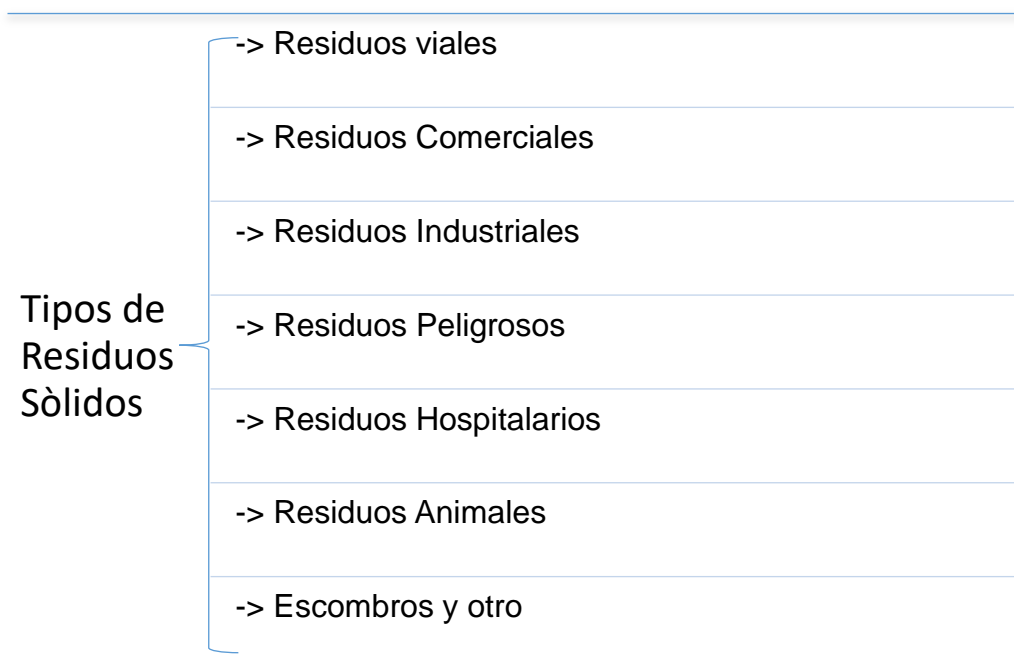 -> Residuos viales
-> Residuos Comerciales
-> Residuos Industriales
Tipos de
Residuos
Sòlidos
-> Residuos Peligrosos
-> Residuos Hospitalarios
-> Residuos Animales
-> Escombros y otro